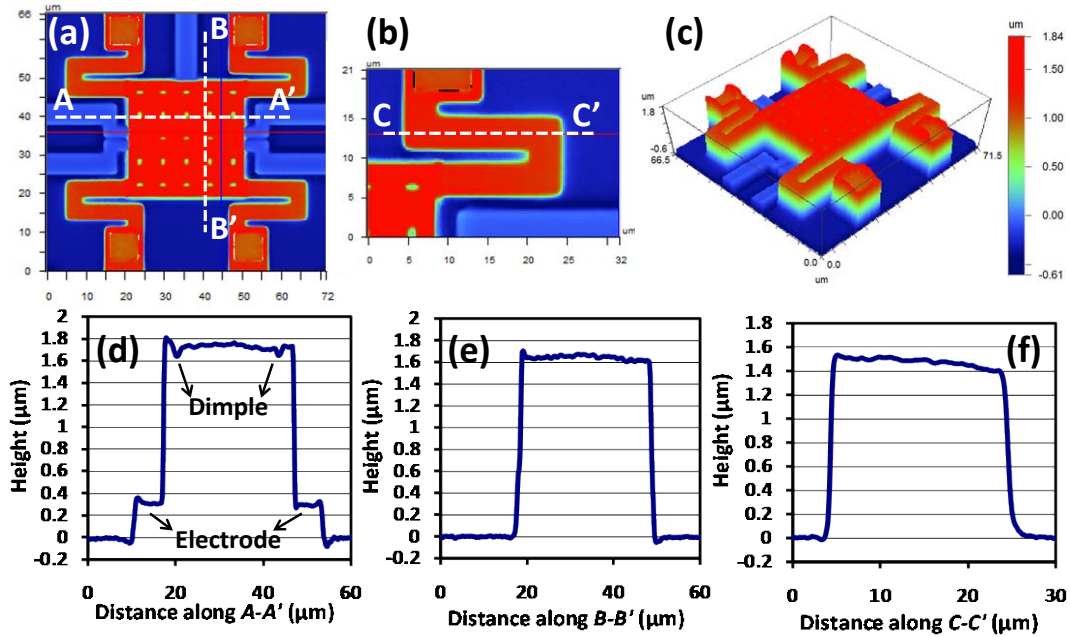 um
66
(a)
B
60
50
A
A'
40
30
20
B'
10
0
0 10 20 30 40 50 60 72
um
21
(b)
C
C'
15
10
5
0
um
0 5 10 15 20 25 32
(c)
um
1.8
-0.6
66.5
71.5
0.0
0.0
um
um
1.84
1.50
1.00
0.50
0.00
-0.61
2
1.8
1.6
1.4
1.2
1
0.8
0.6
0.4
0.2
0
-0.2
Height (µm)
(d)
Dimple
Electrode
0 20 40 60
Distance along A-A' (µm)
2
1.8
1.6
1.4
1.2
1
0.8
0.6
0.4
0.2
0
-0.2
Height (µm)
(e)
0 20 40 60
Distance along B-B' (µm)
1.8
1.6
1.4
1.2
1
0.8
0.6
0.4
0.2
0
-0.2
Height (µm)
(f)
0 10 20 30
Distance along C-C' (µm)